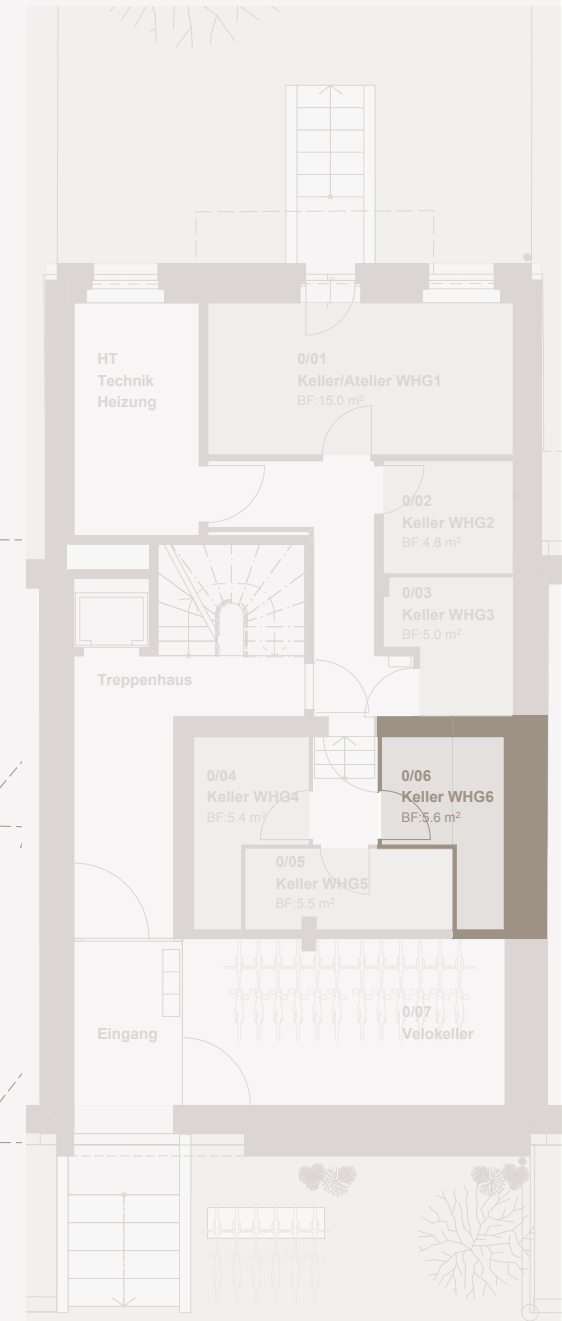 HT
Technik
Heizung
0/01
Keller/Atelier WHG1
BF:15.0 m²
0/02
Keller WHG2
BF:4.8 m²
0/03
Keller WHG3
BF:5.0 m²
Treppenhaus
0/04
Keller WHG4
BF:5.4 m²
0/06
Keller WHG6
BF:5.6 m²
0/05
Keller WHG5
BF:5.5 m²
Eingang
0/07
Velokeller